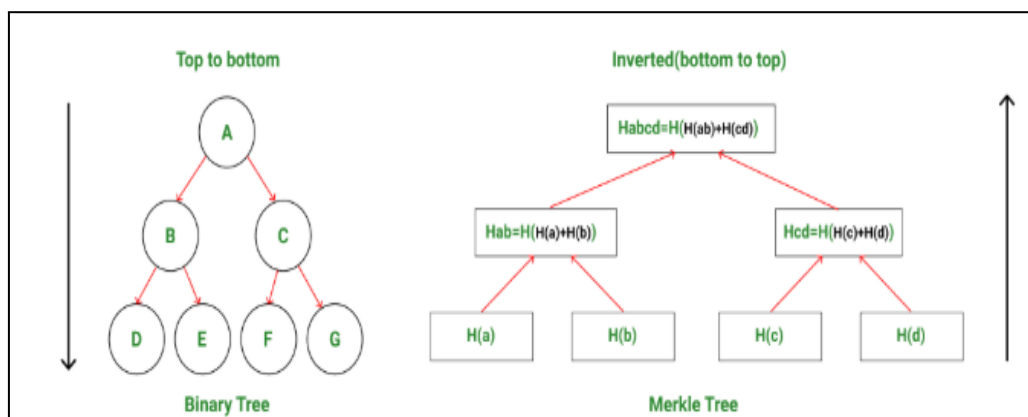 Top to bottom
A
B
C
D
E
F
G
Binary Tree
Inverted(bottom to top)
Habcd=H(H(ab)+H(cd))
Hab=H(H(a)+H(b))
Hcd=H(H(c)+H(d))
H(a)
H(b)
H(c)
H(d)
Merkle Tree